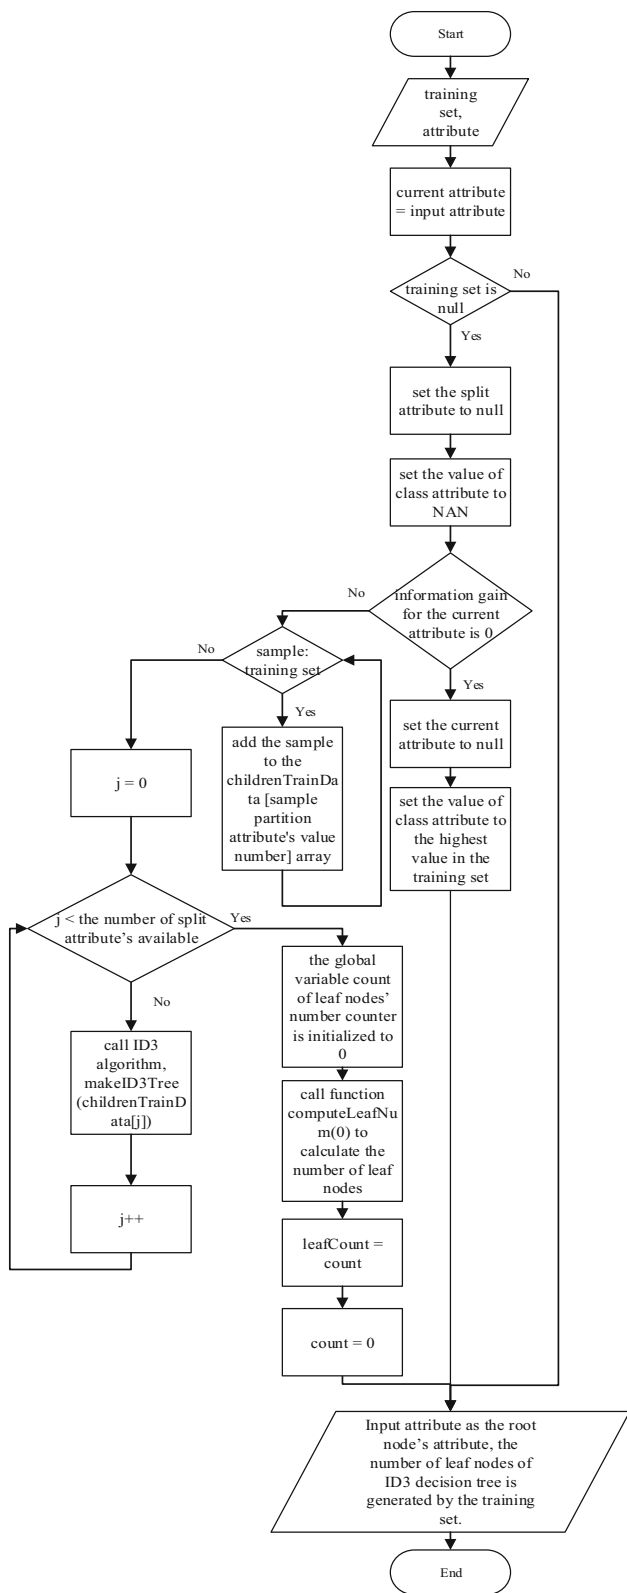 Start
training
set,
attribute
current attribute
= input attribute
training set is
null
No
Yes
set the split
attribute to null
set the value of
class attribute to
NAN
information gain
for the current
attribute is 0
No
Yes
sample:
training set
No
Yes
set the current
attribute to null
add the sample
to the
childrenTrainDa
ta [sample
partition
attribute's value
number] array
j = 0
set the value of
class attribute to
the highest
value in the
training set
j < the number of split
attribute’s available
Yes
No
the global
variable count
of leaf nodes’
number counter
is initialized to
0
call ID3
algorithm,
makeID3Tree
(childrenTrainD
ata[j])
call function
computeLeafNu
m(0) to
calculate the
number of leaf
nodes
j++
leafCount =
count
count = 0
Input attribute as the root
node’s attribute, the
number of leaf nodes of
ID3 decision tree is
generated by the training
set.
End